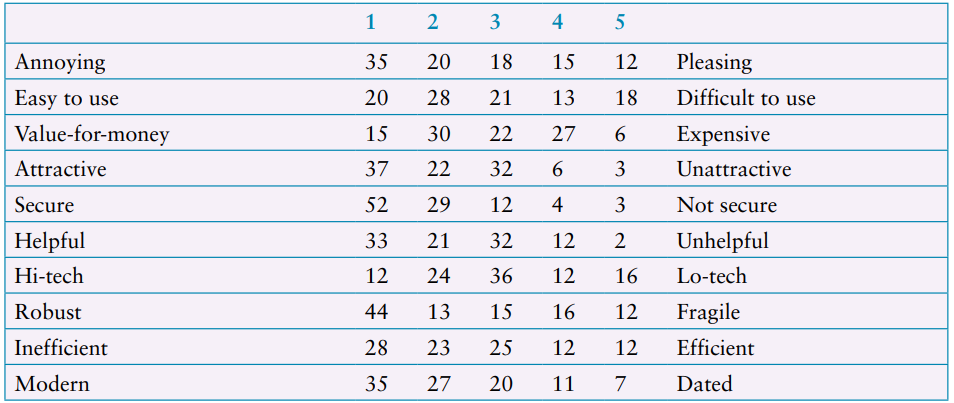 1 2 3 4 5
Annoying 35 20 18 15 12 Pleasing
Easy to use 20 28 21 13 18 Difficult to use
Value-for-money 15 30 22 27 6 Expensive
Attractive 37 22 32 6 3 Unattractive
Secure 52 29 12 4 3 Not secure
Helpful 33 21 32 12 2 Unhelpful
Hi-tech 12 24 36 12 16 Lo-tech
Robust 44 13 15 16 12 Fragile
Inefficient 28 23 25 12 12 Efficient
Modern 35 27 20 11 7 Dated